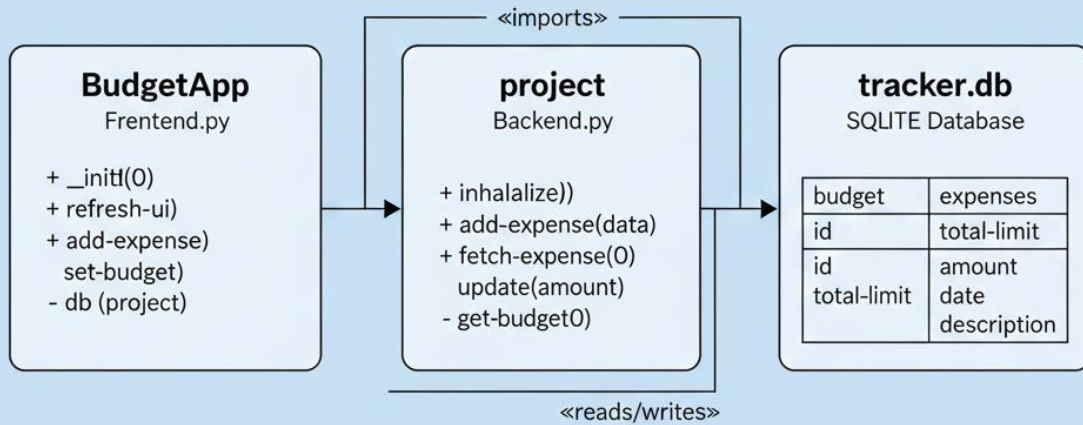 «imports»
BudgetApp
Frentend.py
+ __initł(0)
+ refresh-ui)
+ add-expense)
set-budget)
- db (project)
project
Backend.py
+ inhalalize))
+ add-expense(data)
+ fetch-expense(0)
update(amount)
- get-budget0)
tracker.db
SQLITE Database
budget expenses
id total-limit
id amount
total-limit date
description
«reads/writes»